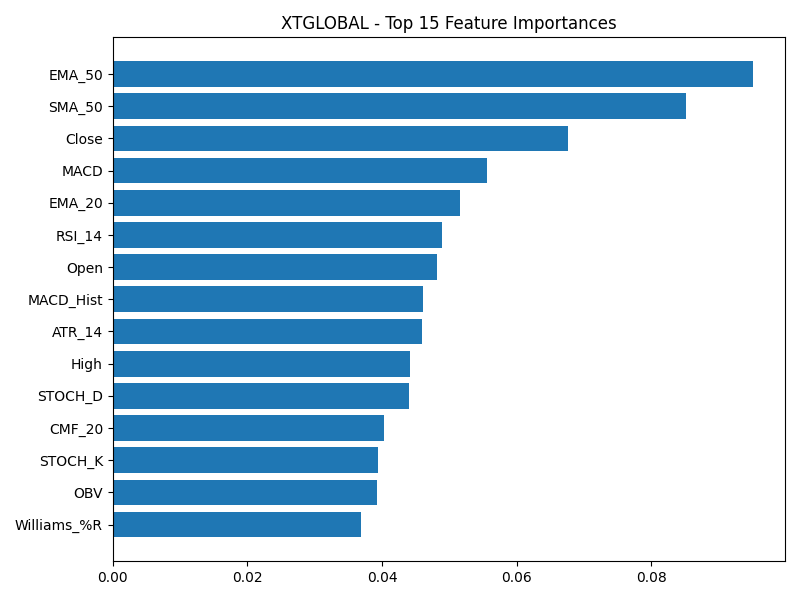 XTGLOBAL - Top 15 Feature Importances
EMA_50
SMA_50
Close
MACD
EMA_20
RSI_14
Open
MACD_Hist
ATR_14
High
STOCH_D
CMF_20
STOCH_K
OBV
Williams_%R
0.00 0.02 0.04 0.06 0.08